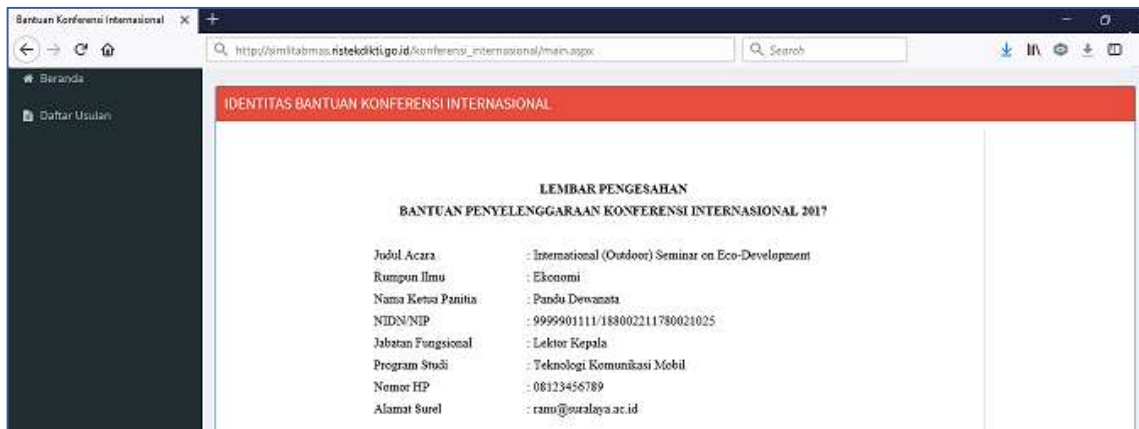 Bantuan Konferensi Internasional
http://simlitabmas.ristekdikti.go.id/konferensi_internasional/main.aspx
Search
Beranda
Daftar Usulan
IDENTITAS BANTUAN KONFERENSI INTERNASIONAL
LEMBAR PENGESAHAN
BANTUAN PENYELENGGARAAN KONFERENSI INTERNASIONAL 2017
Judul Acara : International (Outdoor) Seminar on Eco-Development
Rumpun Ilmu : Ekonomi
Nama Ketua Panitia : Pandu Dewanata
NIDN/NIP : 9999901111/188002211780021025
Jabatan Fungsional : Lektor Kepala
Program Studi : Teknologi Komunikasi Mobil
Nomor HP : 08123456789
Alamat Surel : ranu@suralaya.ac.id